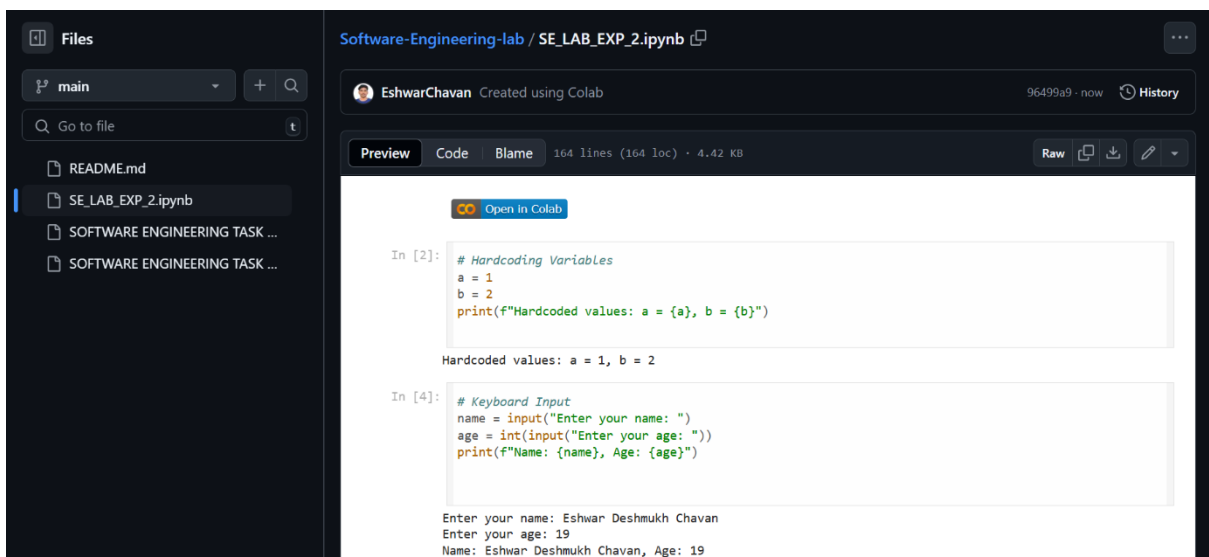 Files
main
Go to file
t
README.md
SE_LAB_EXP_2.ipynb
SOFTWARE ENGINEERING TASK ...
SOFTWARE ENGINEERING TASK ...
Software-Engineering-lab / SE_LAB_EXP_2.ipynb
EshwarChavan Created using Colab 96499a9 · now History
Preview Code Blame 164 lines (164 loc) · 4.42 KB Raw
Open in Colab
In [2]:
# Hardcoding Variables
a = 1
b = 2
print(f"Hardcoded values: a = {a}, b = {b}")
Hardcoded values: a = 1, b = 2
In [4]:
# Keyboard Input
name = input("Enter your name: ")
age = int(input("Enter your age: "))
print(f"Name: {name}, Age: {age}")
Enter your name: Eshwar Deshmukh Chavan
Enter your age: 19
Name: Eshwar Deshmukh Chavan, Age: 19